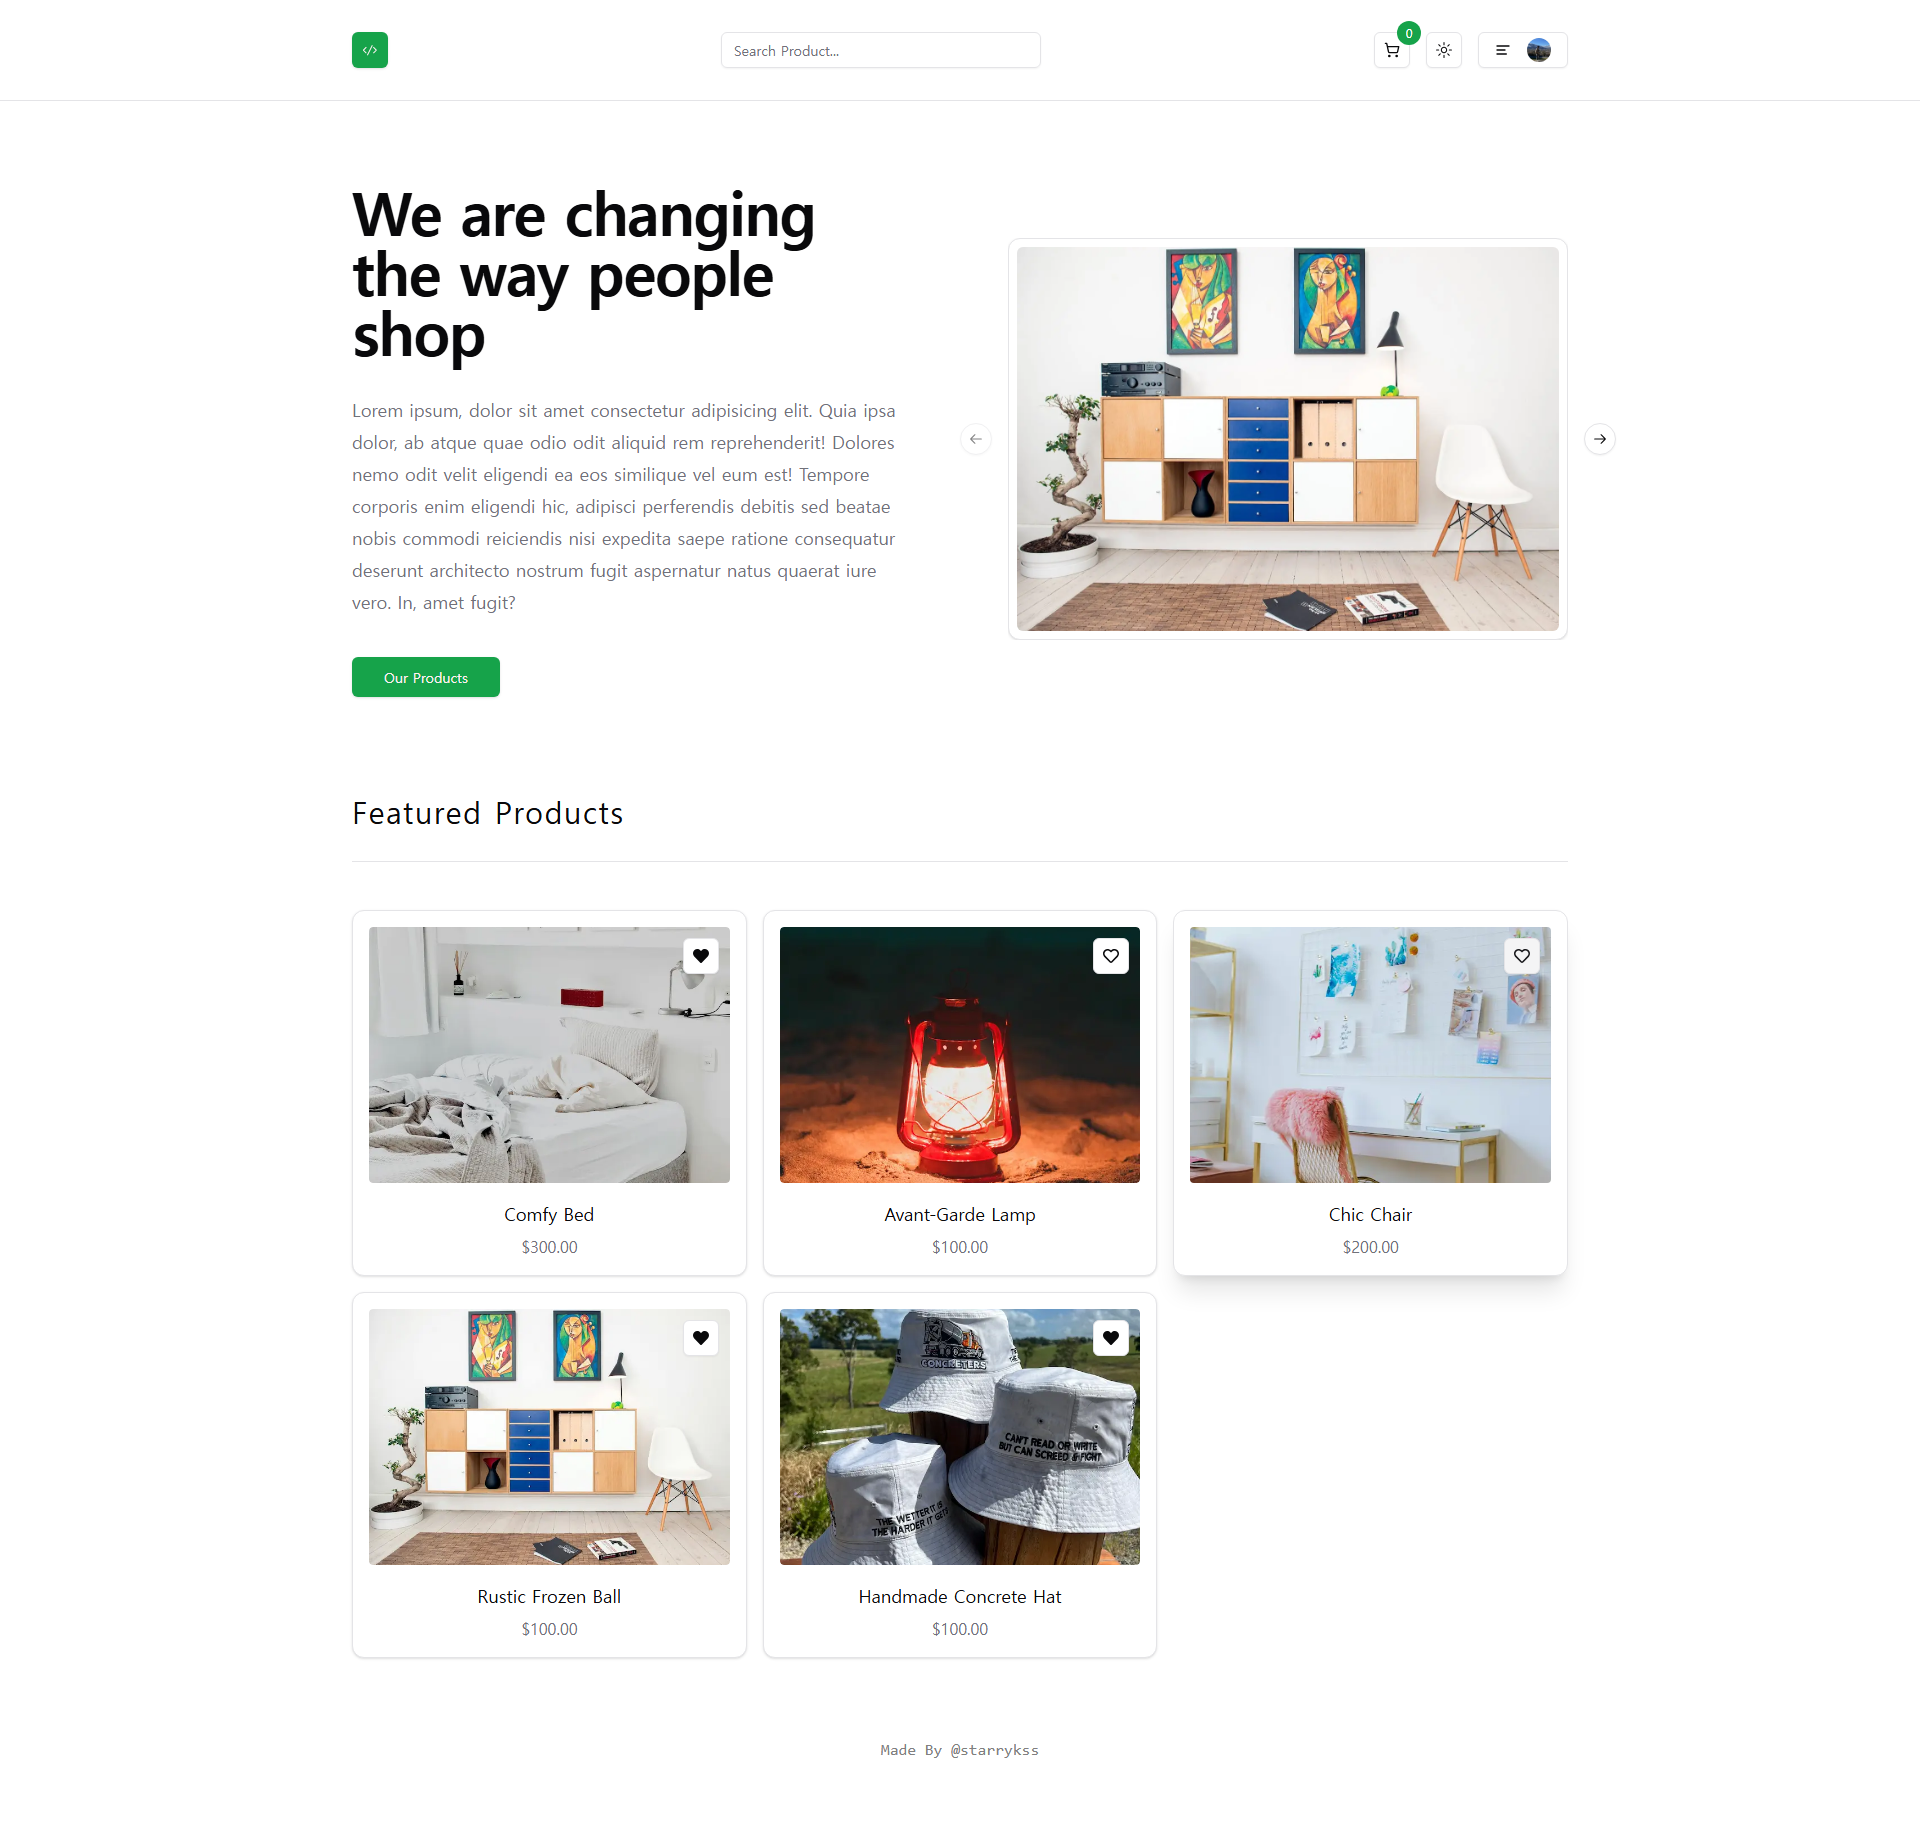 Search Product...
0
We are changing
the way people
shop
Lorem ipsum, dolor sit amet consectetur adipisicing elit. Quia ipsa
dolor, ab atque quae odio odit aliquid rem reprehenderit! Dolores
nemo odit velit eligendi ea eos similique vel eum est! Tempore
corporis enim eligendi hic, adipisci perferendis debitis sed beatae
nobis commodi reiciendis nisi expedita saepe ratione consequatur
deserunt architecto nostrum fugit aspernatur natus quaerat iure
vero. In, amet fugit?
Our Products
Featured Products
Comfy Bed
$300.00
Avant-Garde Lamp
$100.00
Chic Chair
$200.00
CONCRETERS
CAN'T READ OR WRITE
BUT CAN SCREED & FIGHT
THE WETTER IT IS
THE HARDER IT GETS
Rustic Frozen Ball
$100.00
Handmade Concrete Hat
$100.00
Made By @starrykss